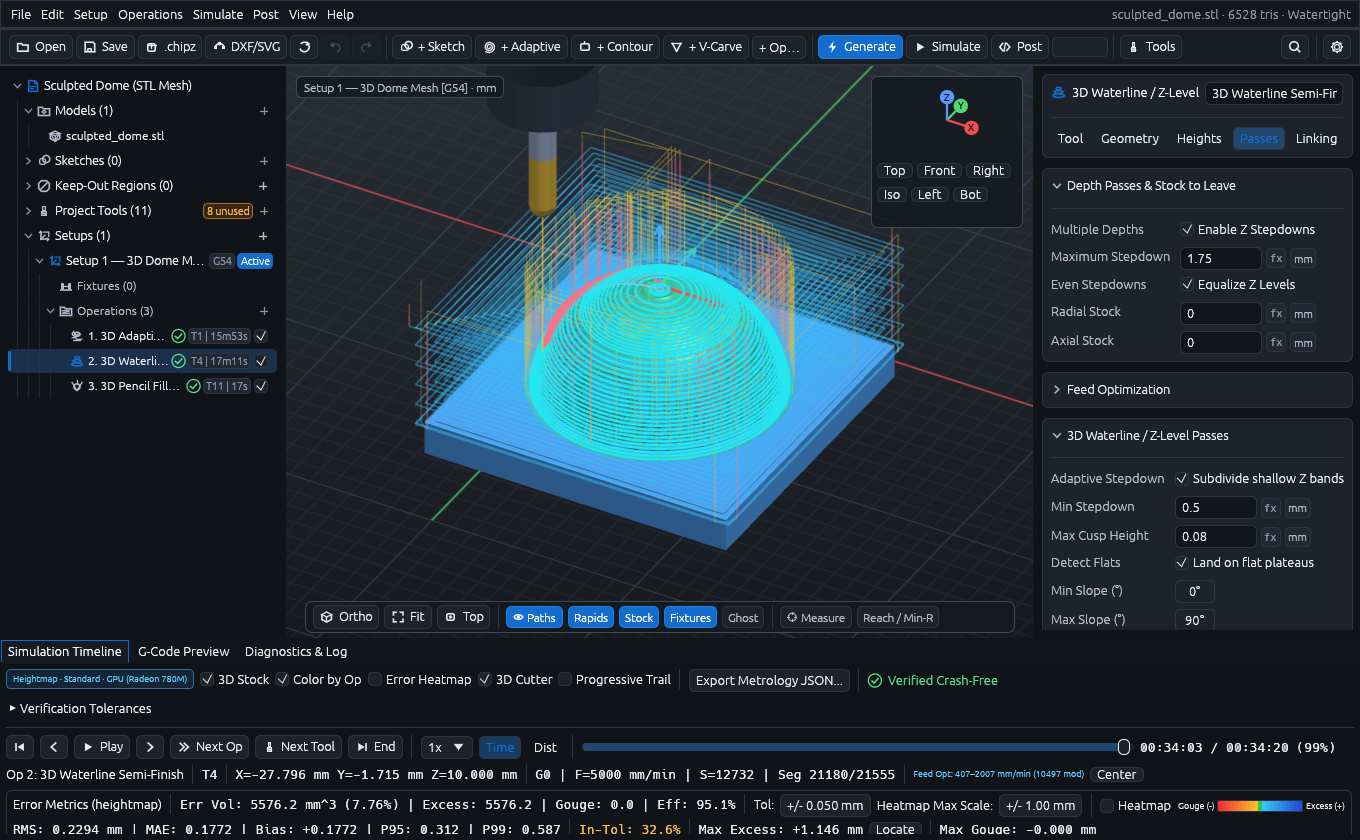 File Edit Setup Operations Simulate Post View Help
sculpted_dome.stl · 6528 tris · Watertight
Open Save .chipz DXF/SVG + Sketch + Adaptive + Contour + V-Carve + Op... Generate Simulate Post Tools
Sculpted Dome (STL Mesh)
Models (1) +
sculpted_dome.stl
Sketches (0) +
Keep-Out Regions (0) +
Project Tools (11) 8 unused +
Setups (1) +
Setup 1 — 3D Dome M... G54 Active
Fixtures (0)
Operations (3) +
1. 3D Adapti... T1 | 15m53s
2. 3D Waterli... T4 | 17m11s
3. 3D Pencil Fill... T11 | 17s
Setup 1 — 3D Dome Mesh [G54] · mm
Z
Y
X
Top Front Right
Iso Left Bot
Ortho Fit Top Paths Rapids Stock Fixtures Ghost Measure Reach / Min-R
3D Waterline / Z-Level 3D Waterline Semi-Fir
Tool Geometry Heights Passes Linking
Depth Passes & Stock to Leave
Multiple Depths Enable Z Stepdowns
Maximum Stepdown 1.75 fx mm
Even Stepdowns Equalize Z Levels
Radial Stock 0 fx mm
Axial Stock 0 fx mm
Feed Optimization
3D Waterline / Z-Level Passes
Adaptive Stepdown Subdivide shallow Z bands
Min Stepdown 0.5 fx mm
Max Cusp Height 0.08 fx mm
Detect Flats Land on flat plateaus
Min Slope (°) 0°
Max Slope (°) 90°
Simulation Timeline G-Code Preview Diagnostics & Log
Heightmap · Standard · GPU (Radeon 780M) 3D Stock Color by Op Error Heatmap 3D Cutter Progressive Trail Export Metrology JSON... Verified Crash-Free
Verification Tolerances
Play Next Op Next Tool End 1x Time Dist 00:34:03 / 00:34:20 (99%)
Op 2: 3D Waterline Semi-Finish T4 X=-27.796 mm Y=-1.715 mm Z=10.000 mm G0 | F=5000 mm/min | S=12732 | Seg 21180/21555 Feed Opt: 407–2007 mm/min (10497 mod) Center
Error Metrics (heightmap) Err Vol: 5576.2 mm^3 (7.76%) | Excess: 5576.2 | Gouge: 0.0 | Eff: 95.1% Tol: +/- 0.050 mm Heatmap Max Scale: +/- 1.00 mm Heatmap Gouge (-) Excess (+)
RMS: 0.2294 mm | MAE: 0.1772 | Bias: +0.1772 | P95: 0.312 | P99: 0.587 In-Tol: 32.6% Max Excess: +1.146 mm Locate Max Gouge: -0.000 mm